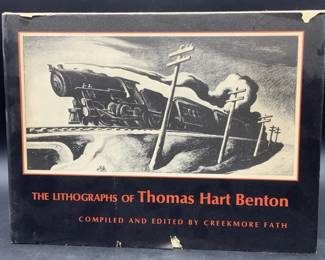 THE LITHOGRAPHS OF Thomas Hart Benton
COMPILED AND EDITED BY CREEKMORE FATH